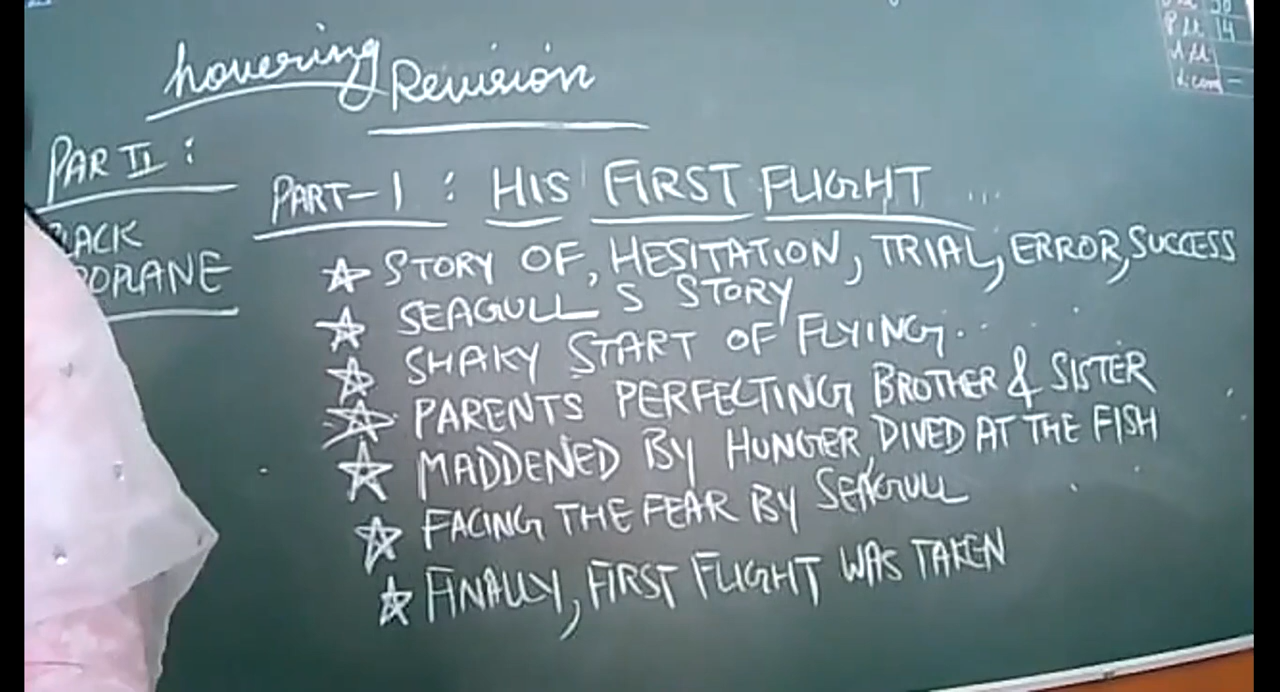 hovering
Revision
PAR II :
PLANE
PART-1 : HIS FIRST FLIGHT ...
STORY OF, HESITATION, TRIAL, ERROR, SUCCESS
SEAGULL'S STORY
SHAKY START OF FLYING.
PARENTS PERFECTING BROTHER & SISTER
MADDENED BY HUNGER, DIVED AT THE FISH
FACING THE FEAR BY SEAGULL
FINALLY, FIRST FLIGHT WAS TAKEN
14